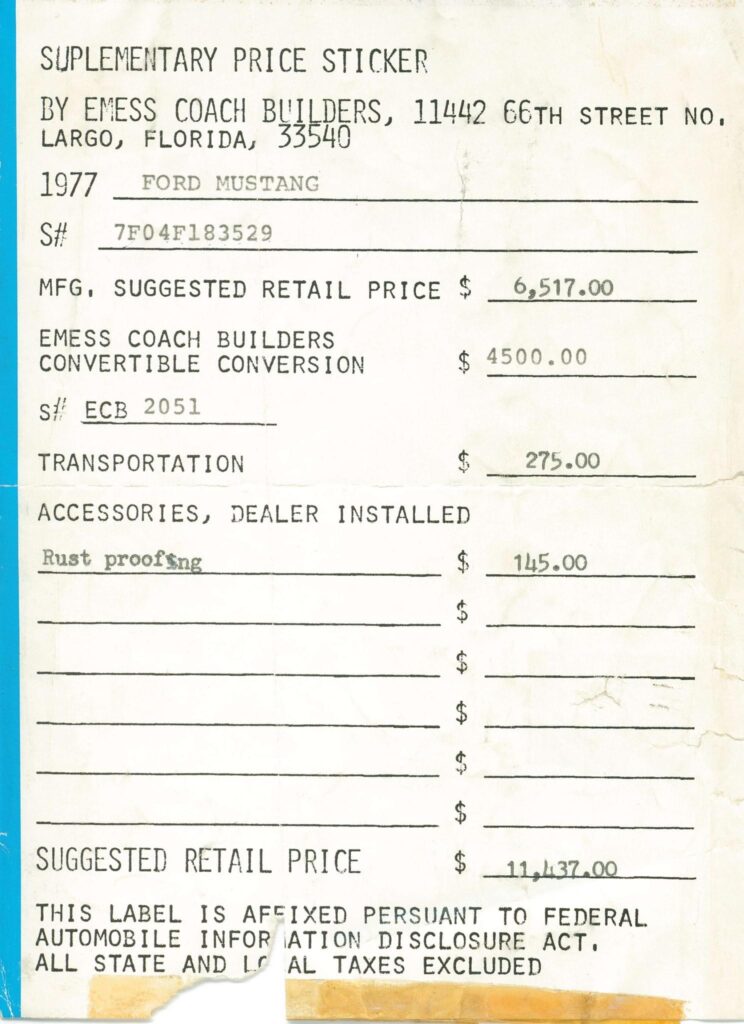 SUPLEMENTARY PRICE STICKER
BY EMESS COACH BUILDERS, 11442 66TH STREET NO.
LARGO, FLORIDA, 33540
1977 FORD MUSTANG
S# 7F04F183529
MFG. SUGGESTED RETAIL PRICE $ 6,517.00
EMESS COACH BUILDERS
CONVERTIBLE CONVERSION $ 4500.00
S# ECB 2051
TRANSPORTATION $ 275.00
ACCESSORIES, DEALER INSTALLED
Rust proofing $ 145.00
$
$
$
$
$
SUGGESTED RETAIL PRICE $ 11,437.00
THIS LABEL IS AFFIXED PERSUANT TO FEDERAL
AUTOMOBILE INFOR ATION DISCLOSURE ACT.
ALL STATE AND LOCAL TAXES EXCLUDED